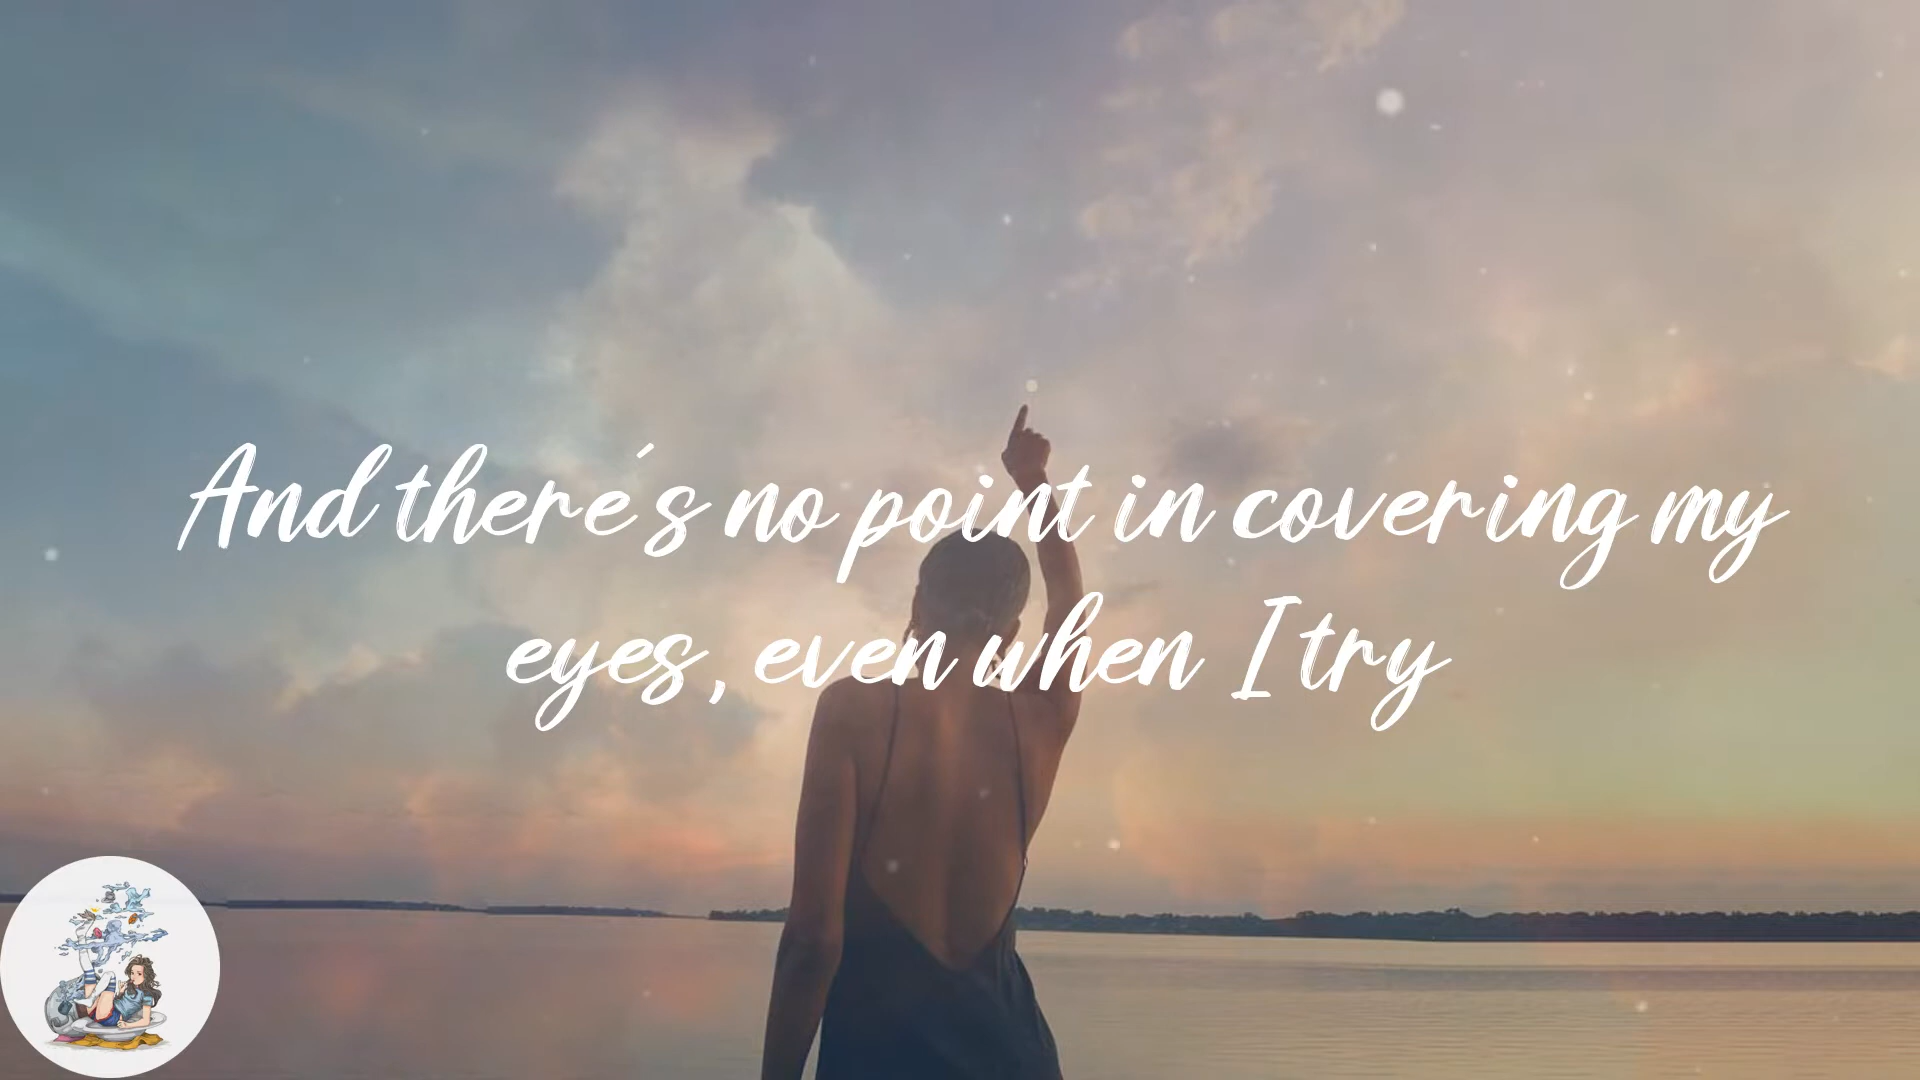 And there's no point in covering my
eyes, even when I try